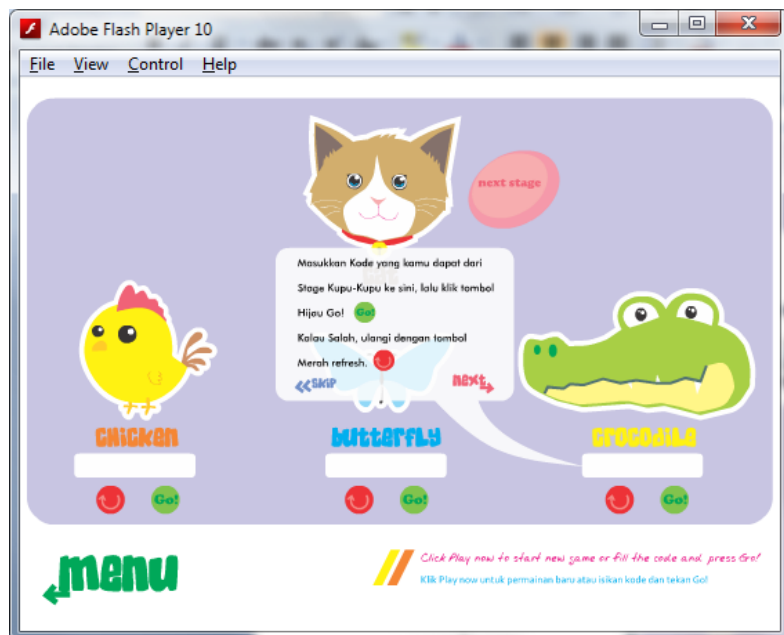 Adobe Flash Player 10
File View Control Help
next stage
Masukkan Kode yang kamu dapat dari
Stage Kupu-Kupu ke sini, lalu klik tombol
Hijau Go! Go!
Kalau Salah, ulangi dengan tombol
Merah refresh.
SKIP
next
CHICKEN
BUTTERFLY
CROCODILE
Go!
Go!
Go!
menu
Click Play now to start new game or fill the code and press Go!
Klik Play now untuk permainan baru atau isikan kode dan tekan Go!